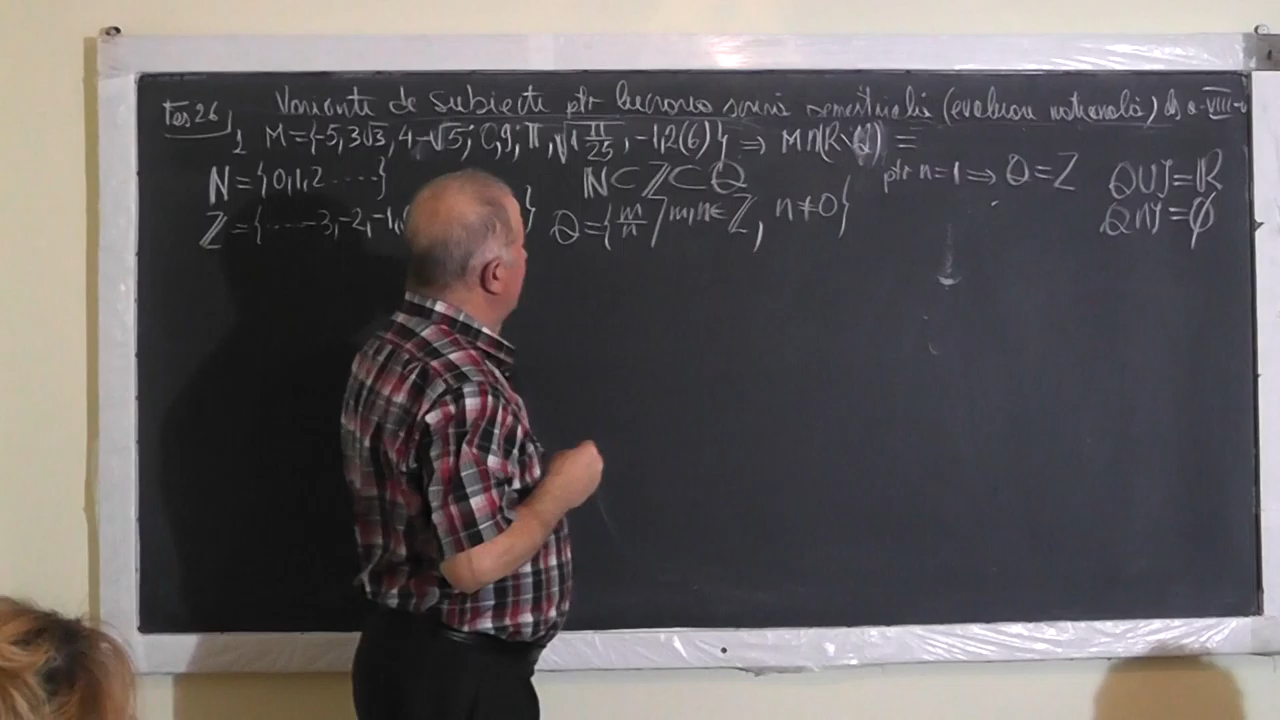 Tes 26 Variante de subiecte ptr lucrarea scrisă semestrială (evaluare națională) cls a-VIII-a
1, M={-5, 3√3, 4-√5; 0,9; π, √(1 11/25), -1,2(6)} ⇒ M∩(R\Q) =
N={0,1,2 .....} N⊂Z⊂Q ptr n=1 ⇒ Q=Z Q∪J=R
Z={.....-3,-2,-1, } Q={m/n / m,n∈Z, n≠0} Q∩J=∅